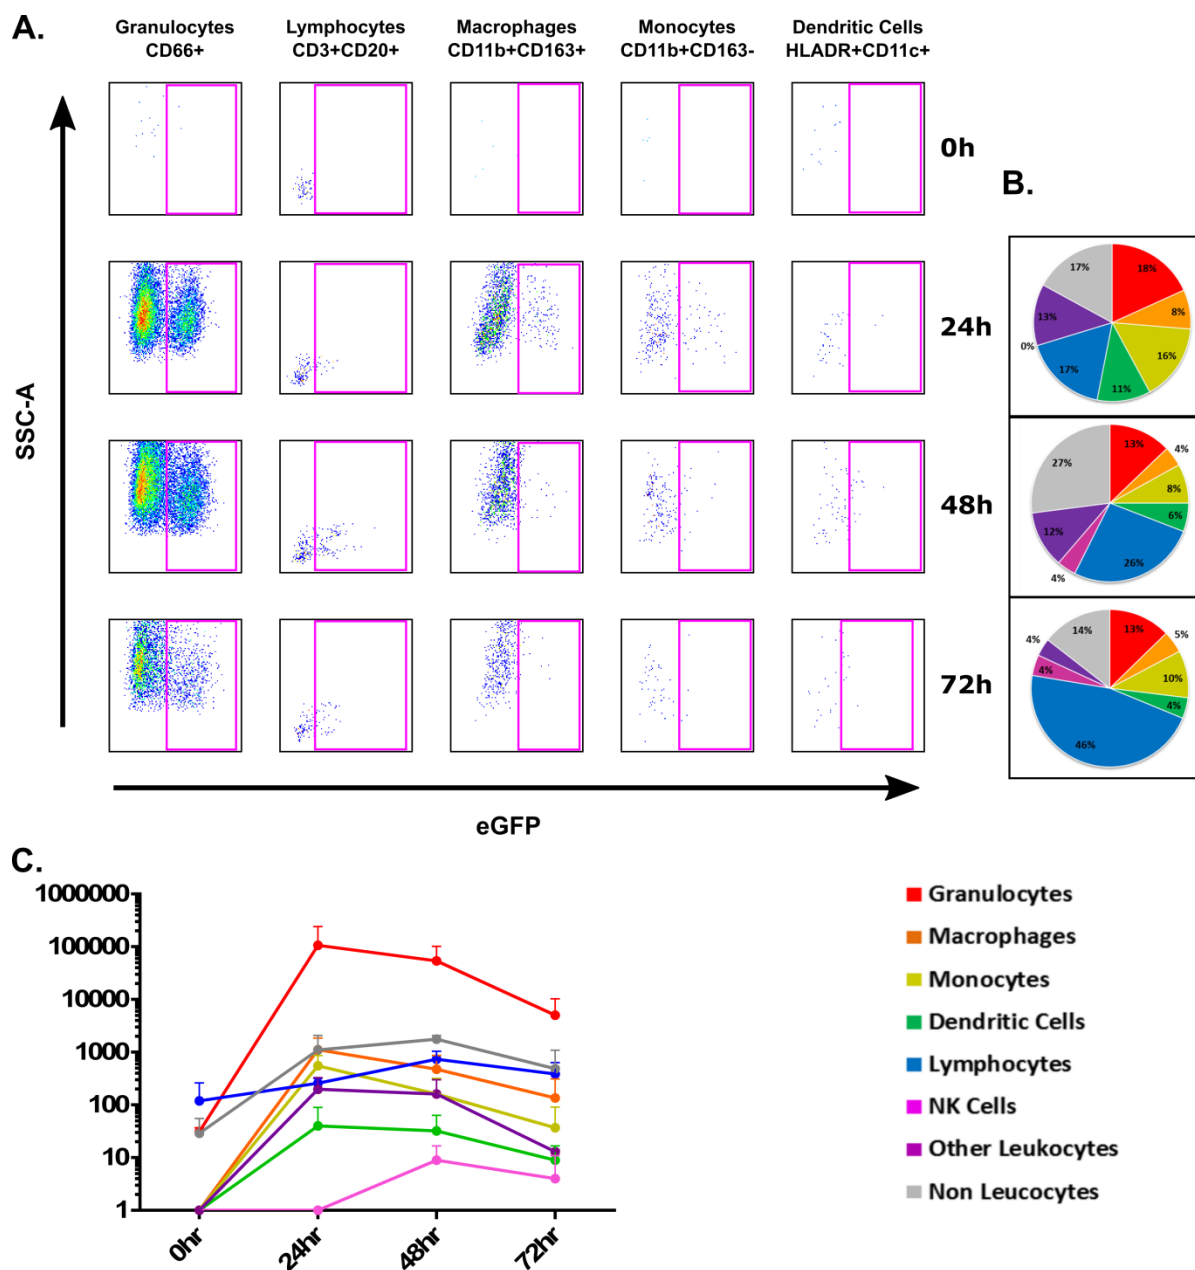 A.
Granulocytes
CD66+
Lymphocytes
CD3+CD20+
Macrophages
CD11b+CD163+
Monocytes
CD11b+CD163-
Dendritic Cells
HLADR+CD11c+
SSC-A
0h
24h
48h
72h
eGFP
B.
17%
18%
8%
16%
11%
17%
0%
13%
27%
13%
4%
8%
6%
26%
4%
12%
14%
13%
5%
10%
4%
46%
4%
4%
C.
1000000
100000
10000
1000
100
10
1
0hr
24hr
48hr
72hr
Granulocytes
Macrophages
Monocytes
Dendritic Cells
Lymphocytes
NK Cells
Other Leukocytes
Non Leucocytes